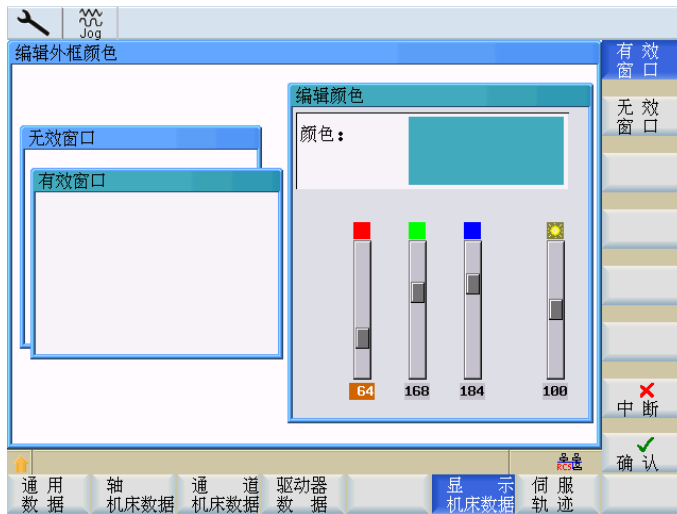 Jog
编辑外框颜色
有 效
窗 口
编辑颜色
颜色：
无 效
窗 口
无效窗口
有效窗口
64
168
184
100
中 断
RCS
确 认
通 用
数 据
轴
机床数据
通 道
机床数据
驱动器
数 据
显 示
机床数据
伺 服
轨 迹